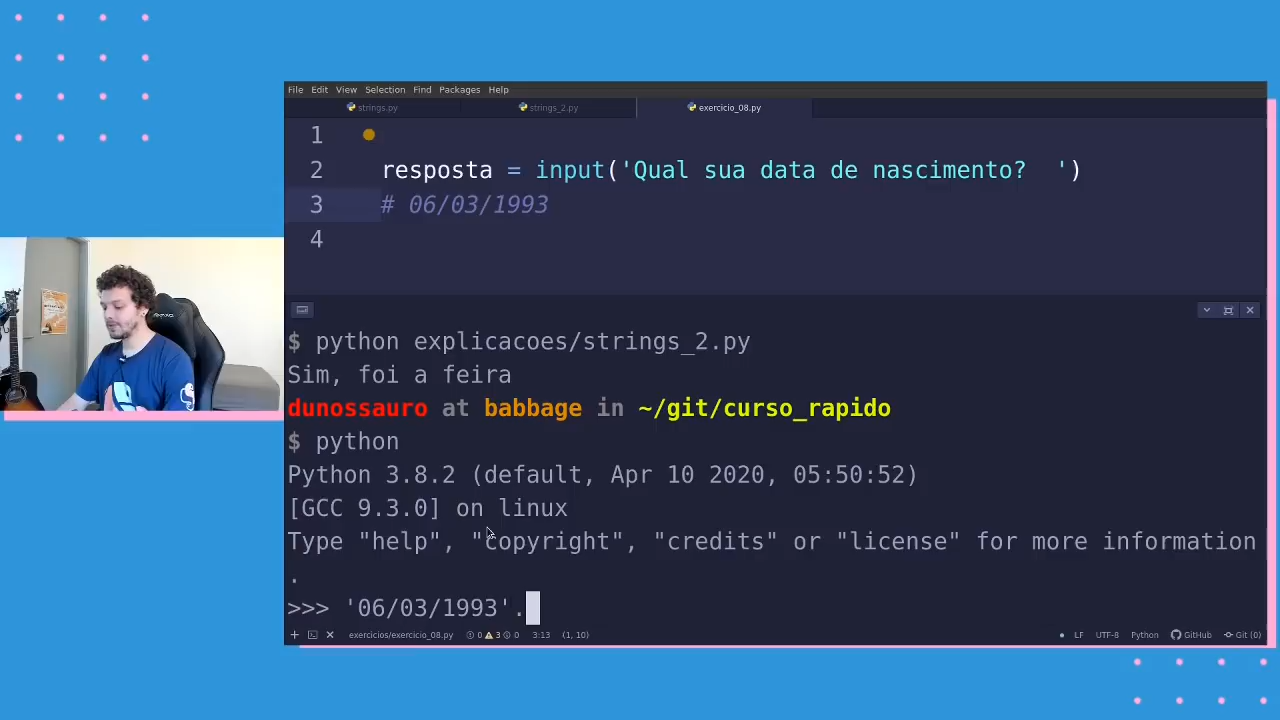 File Edit View Selection Find Packages Help
strings.py strings_2.py exercicio_08.py
1
2 resposta = input('Qual sua data de nascimento?  ')
3 # 06/03/1993
4
$ python explicacoes/strings_2.py
Sim, foi a feira
dunossauro at babbage in ~/git/curso_rapido
$ python
Python 3.8.2 (default, Apr 10 2020, 05:50:52)
[GCC 9.3.0] on linux
Type "help", "copyright", "credits" or "license" for more information
.
>>> '06/03/1993'.
exercicios/exercicio_08.py 0 3 0 3:13 (1, 10) LF UTF-8 Python GitHub Git (0)